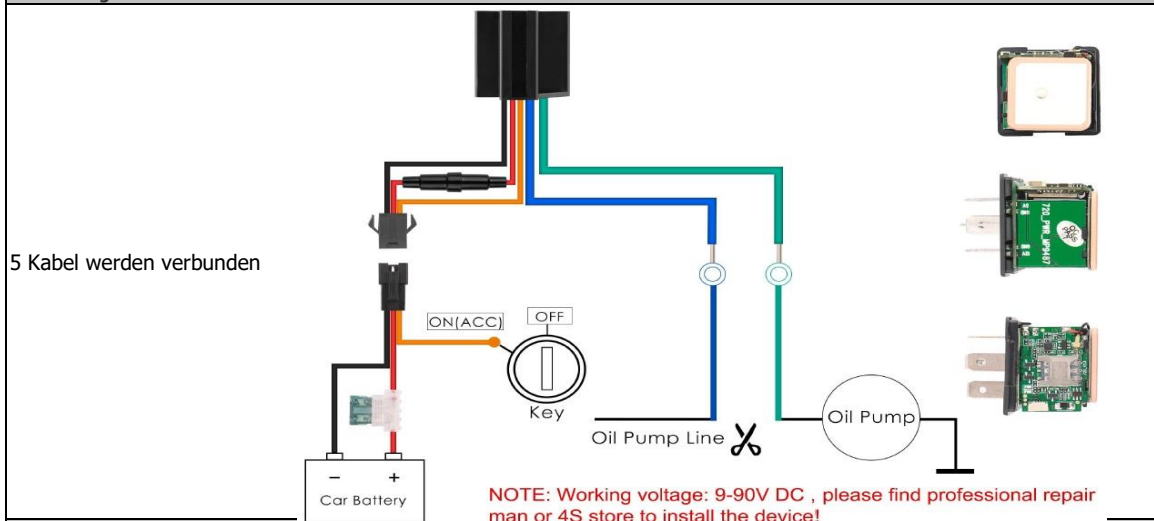 5 Kabel werden verbunden
ON(ACC)
OFF
Key
Oil Pump Line
Oil Pump
− +
Car Battery
720_PWR_MP9487
NOTE: Working voltage: 9-90V DC , please find professional repair
man or 4S store to install the device!